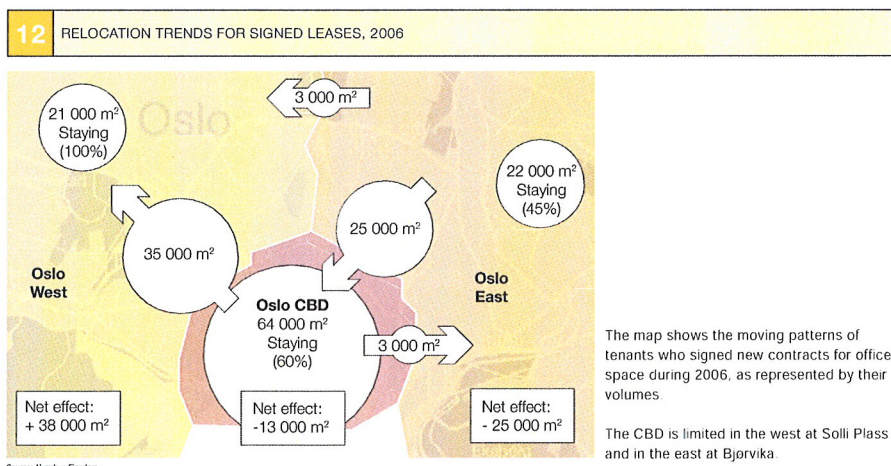 12 RELOCATION TRENDS FOR SIGNED LEASES, 2006
3 000 m²
21 000 m²
Staying
(100%)
Oslo
22 000 m²
Staying
(45%)
25 000 m²
35 000 m²
Oslo
West
Oslo
East
Oslo CBD
64 000 m²
Staying
(60%)
3 000 m²
Net effect:
+ 38 000 m²
Net effect:
-13 000 m²
Net effect:
- 25 000 m²
The map shows the moving patterns of
tenants who signed new contracts for office
space during 2006, as represented by their
volumes.
The CBD is limited in the west at Solli Plass
and in the east at Bjørvika.